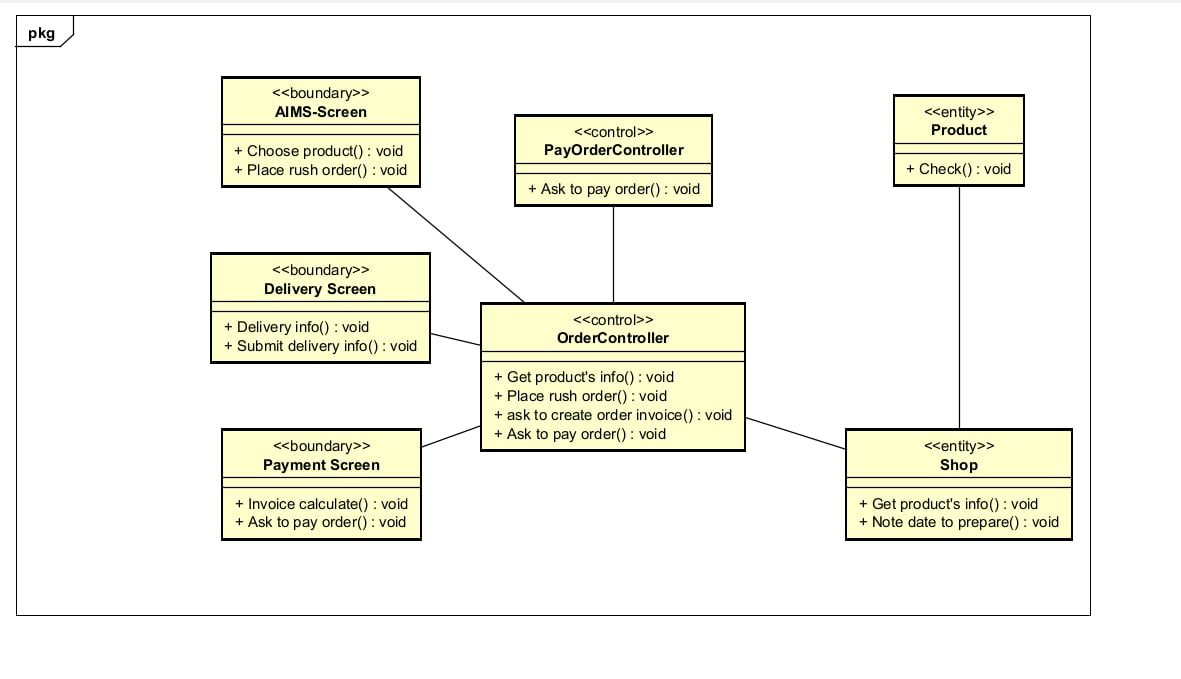 pkg
<<boundary>>
AIMS-Screen
+ Choose product() : void
+ Place rush order() : void
<<control>>
PayOrderController
+ Ask to pay order() : void
<<entity>>
Product
+ Check() : void
<<boundary>>
Delivery Screen
+ Delivery info() : void
+ Submit delivery info() : void
<<control>>
OrderController
+ Get product's info() : void
+ Place rush order() : void
+ ask to create order invoice() : void
+ Ask to pay order() : void
<<boundary>>
Payment Screen
+ Invoice calculate() : void
+ Ask to pay order() : void
<<entity>>
Shop
+ Get product's info() : void
+ Note date to prepare() : void